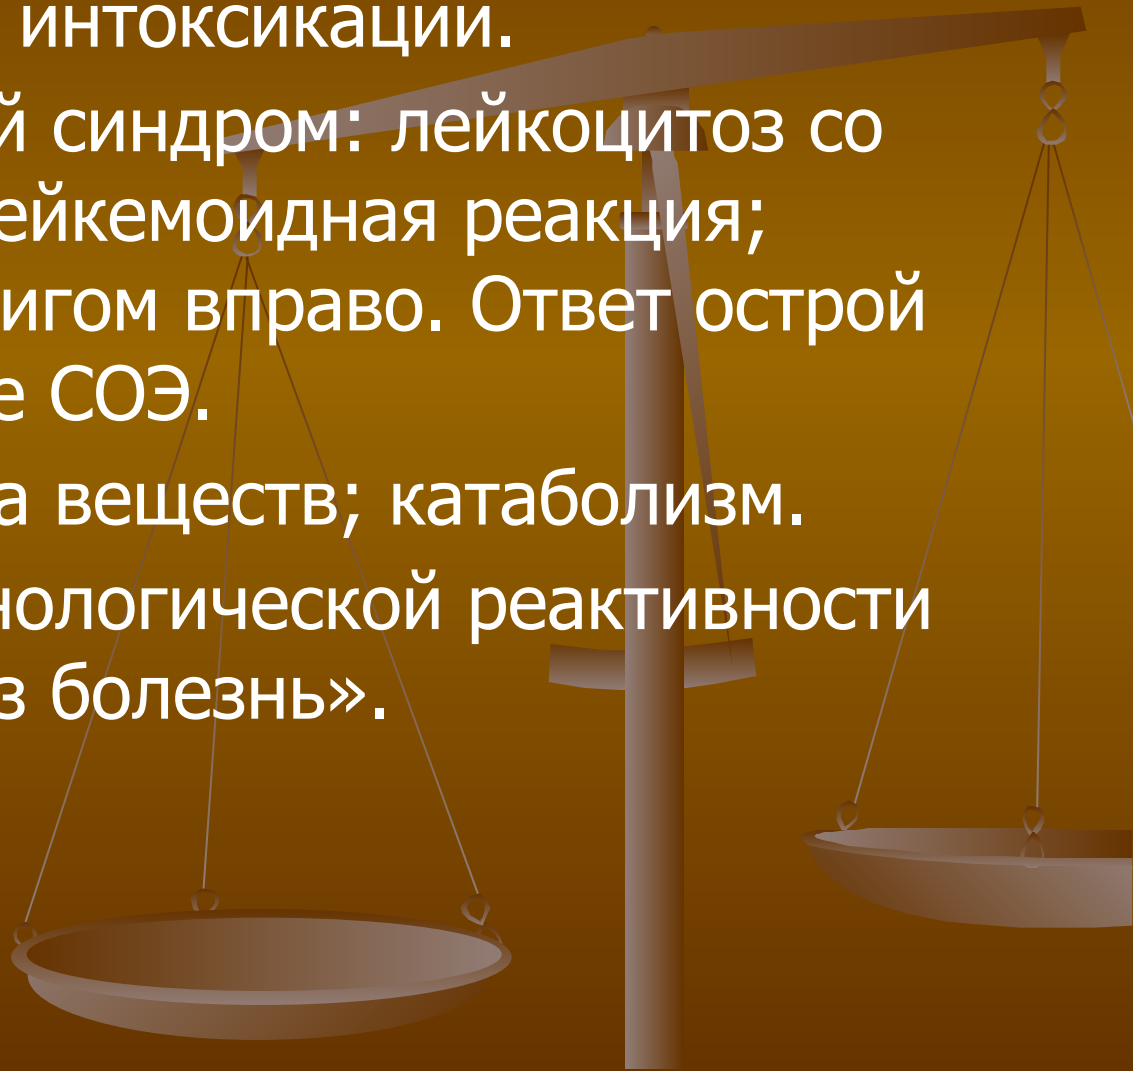 интоксикации.
й синдром: лейкоцитоз со
ейкемоидная реакция;
игом вправо. Ответ острой
е СОЭ.
а веществ; катаболизм.
нологической реактивности
з болезнь».